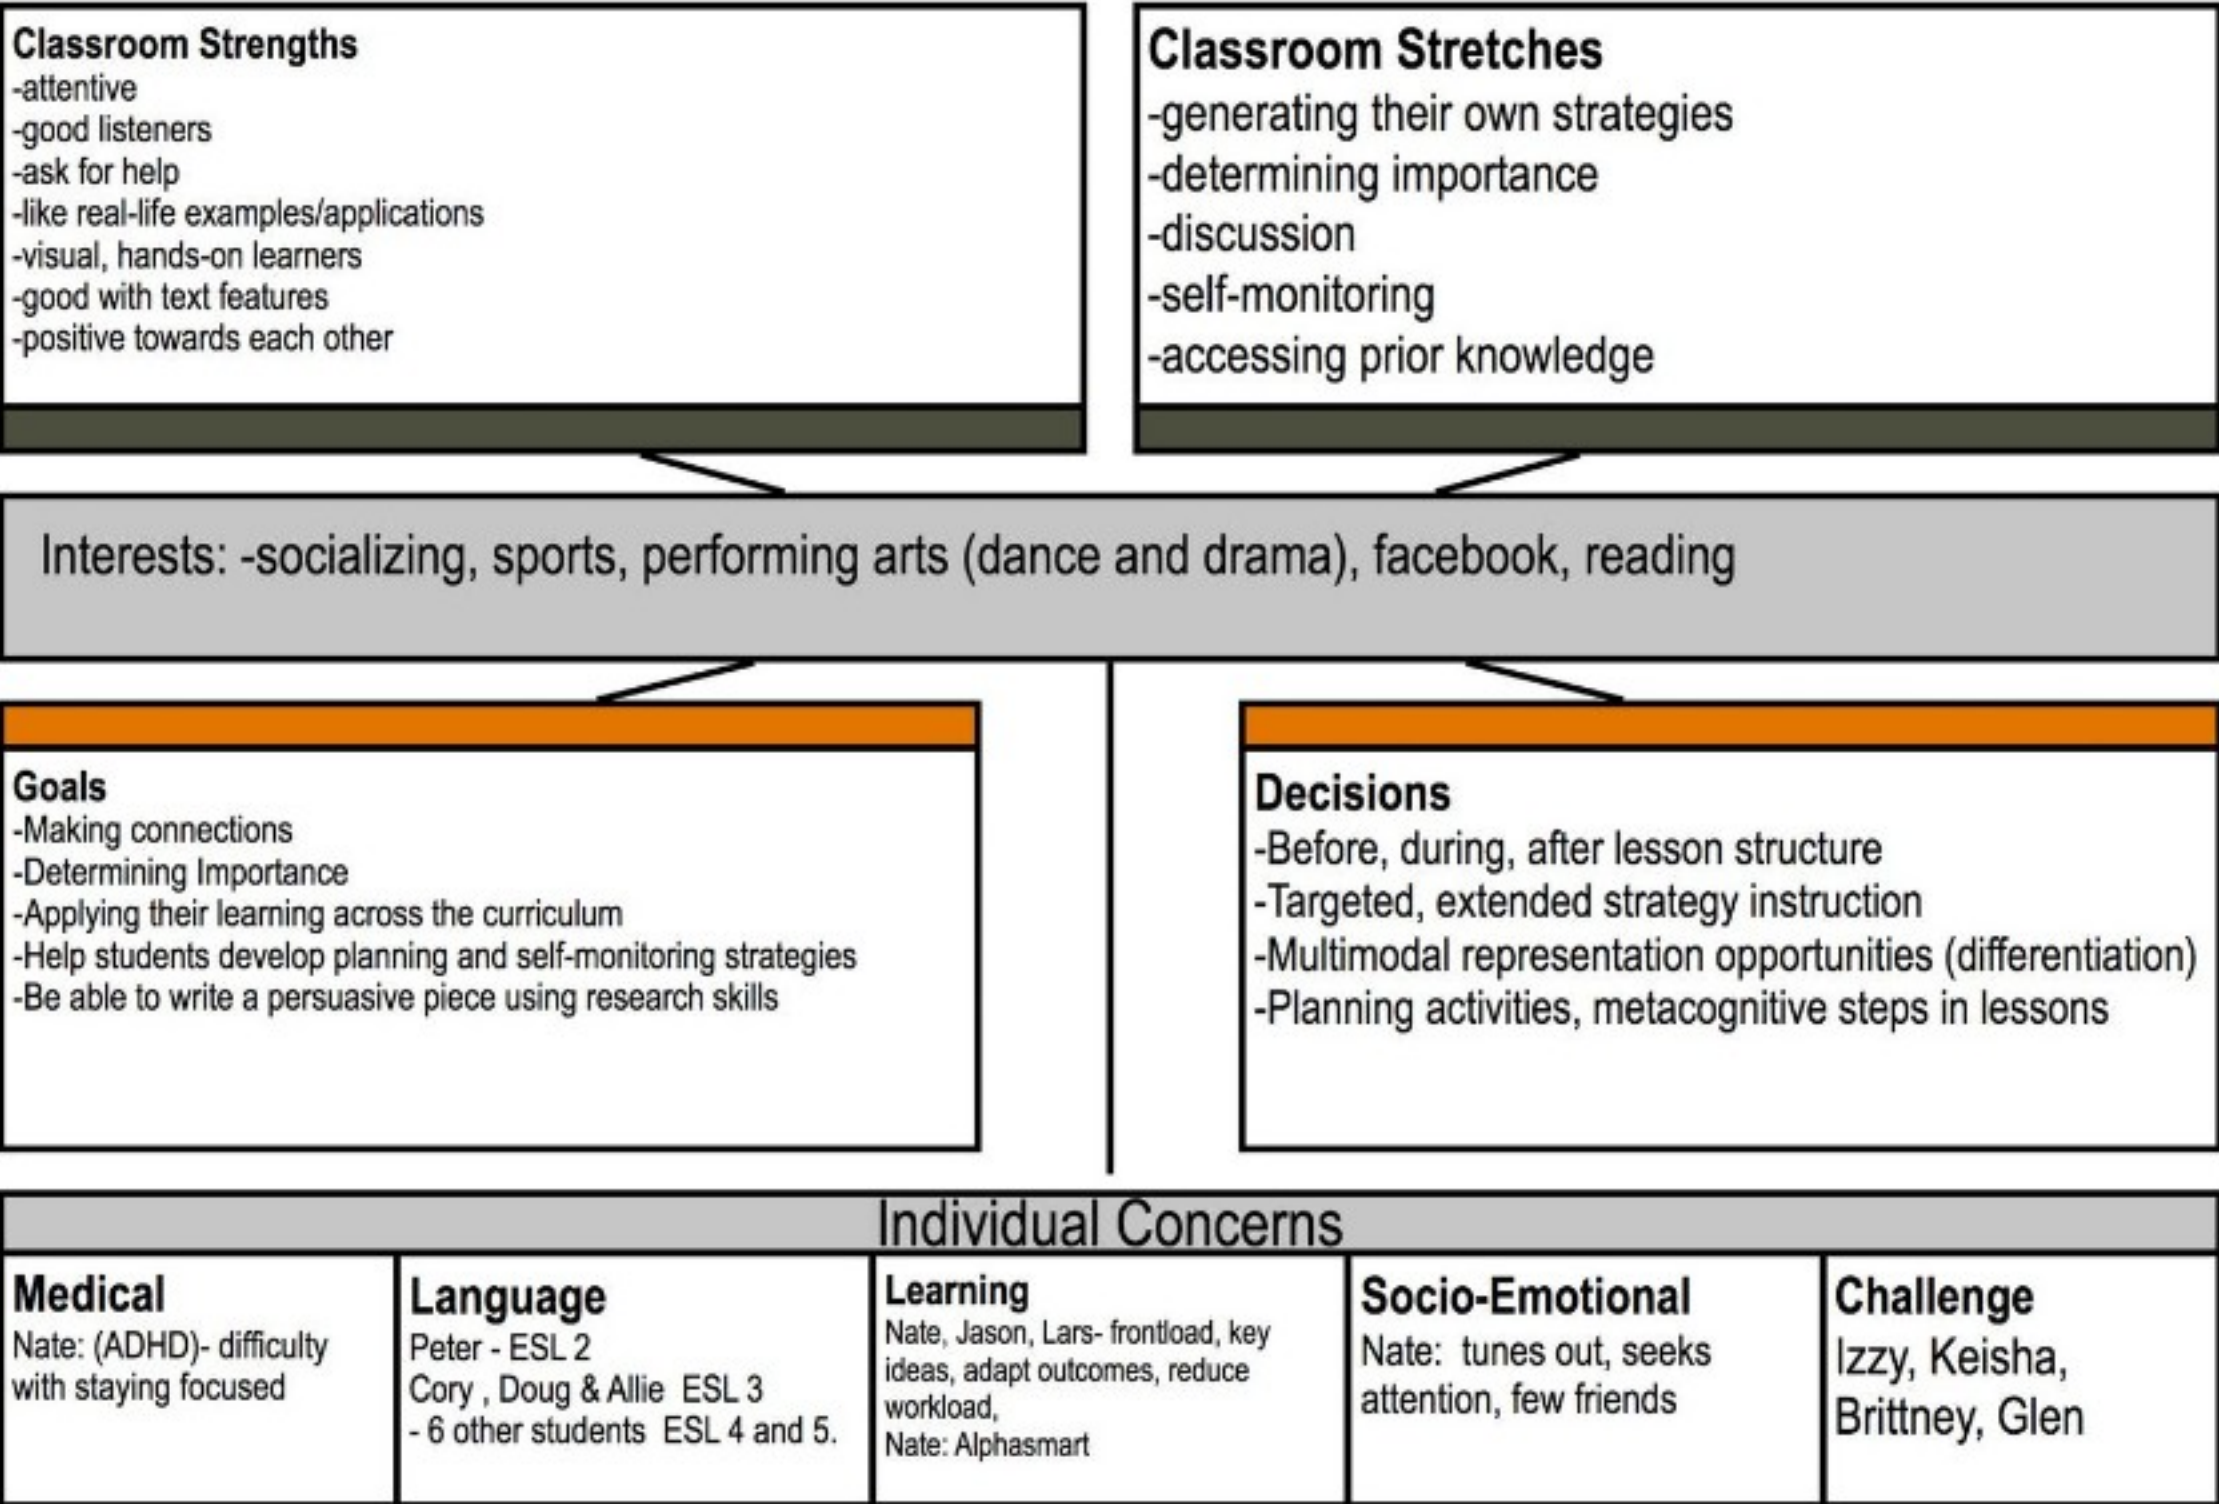 Classroom Strengths
-attentive
-good listeners
-ask for help
-like real-life examples/applications
-visual, hands-on learners
-good with text features
-positive towards each other
Classroom Stretches
-generating their own strategies
-determining importance
-discussion
-self-monitoring
-accessing prior knowledge
Interests: -socializing, sports, performing arts (dance and drama), facebook, reading
Goals
-Making connections
-Determining Importance
-Applying their learning across the curriculum
-Help students develop planning and self-monitoring strategies
-Be able to write a persuasive piece using research skills
Decisions
-Before, during, after lesson structure
-Targeted, extended strategy instruction
-Multimodal representation opportunities (differentiation)
-Planning activities, metacognitive steps in lessons
Individual Concerns
Medical
Nate: (ADHD)- difficulty
with staying focused
Language
Peter - ESL 2
Cory , Doug & Allie  ESL 3
- 6 other students  ESL 4 and 5.
Learning
Nate, Jason, Lars- frontload, key
ideas, adapt outcomes, reduce
workload,
Nate: Alphasmart
Socio-Emotional
Nate:  tunes out, seeks
attention, few friends
Challenge
Izzy, Keisha,
Brittney, Glen